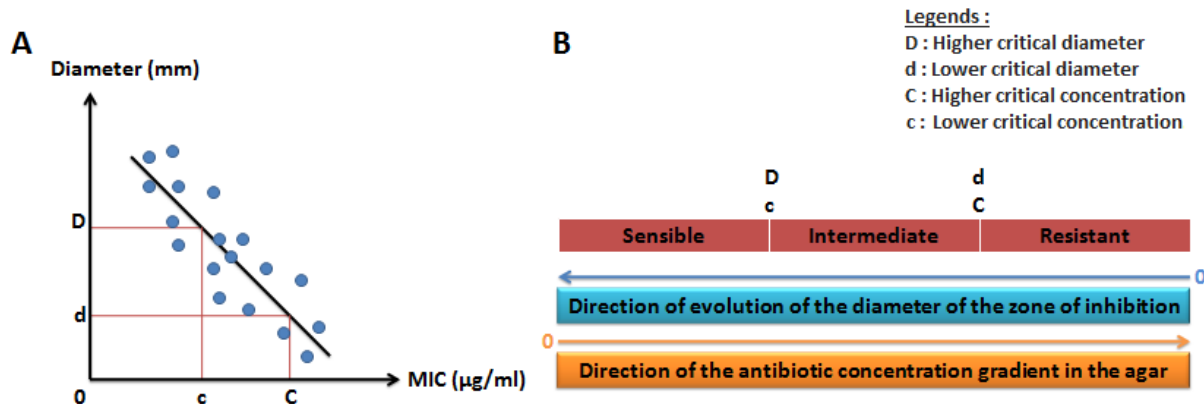 A
Diameter (mm)
D
d
0
c
C
MIC (µg/ml)
B
Legends :
D : Higher critical diameter
d : Lower critical diameter
C : Higher critical concentration
c : Lower critical concentration
D d
c C
Sensible Intermediate Resistant
0
Direction of evolution of the diameter of the zone of inhibition
0
Direction of the antibiotic concentration gradient in the agar